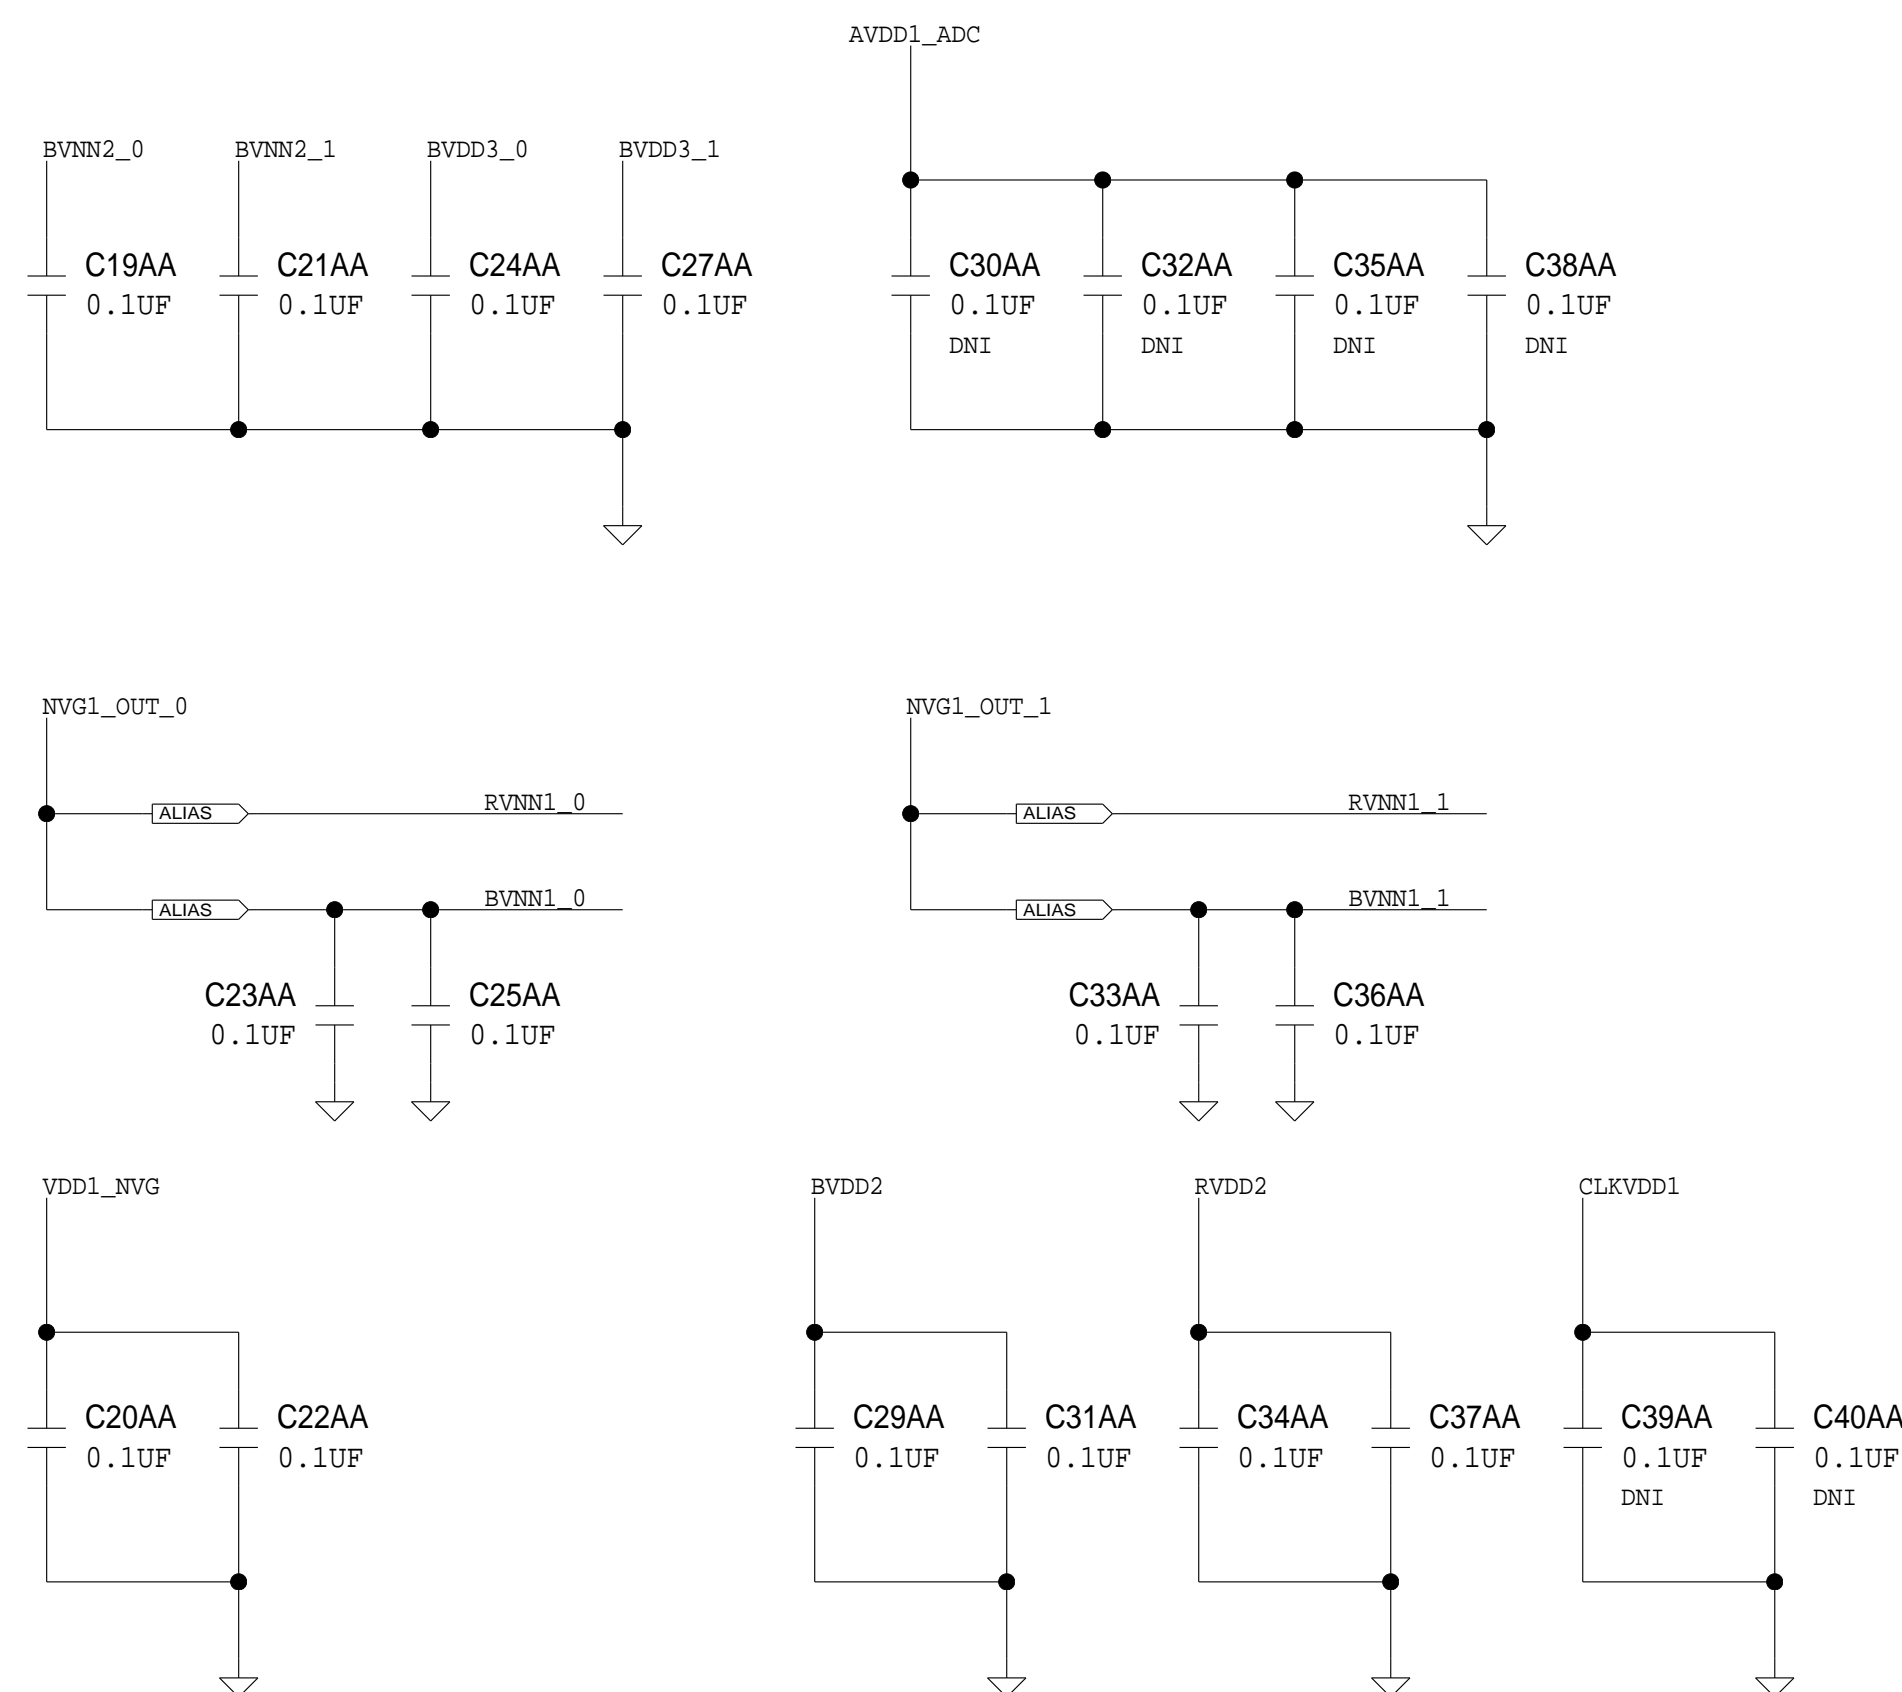 AVDD1_ADC
BVNN2_0 BVNN2_1 BVDD3_0 BVDD3_1
C19AA C21AA C24AA C27AA C30AA C32AA C35AA C38AA
0.1UF 0.1UF 0.1UF 0.1UF 0.1UF 0.1UF 0.1UF 0.1UF
DNI DNI DNI DNI
NVG1_OUT_0 NVG1_OUT_1
ALIAS RVNN1_0 ALIAS RVNN1_1
ALIAS BVNN1_0 ALIAS BVNN1_1
C23AA C25AA C33AA C36AA
0.1UF 0.1UF 0.1UF 0.1UF
VDD1_NVG BVDD2 RVDD2 CLKVDD1
C20AA C22AA C29AA C31AA C34AA C37AA C39AA C40AA
0.1UF 0.1UF 0.1UF 0.1UF 0.1UF 0.1UF 0.1UF 0.1UF
DNI DNI